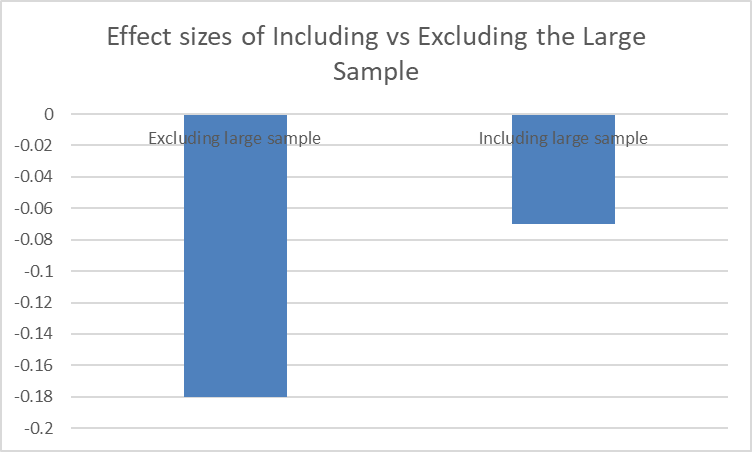 Effect sizes of Including vs Excluding the Large
Sample
0
Excluding large sample
Including large sample
-0.02
-0.04
-0.06
-0.08
-0.1
-0.12
-0.14
-0.16
-0.18
-0.2